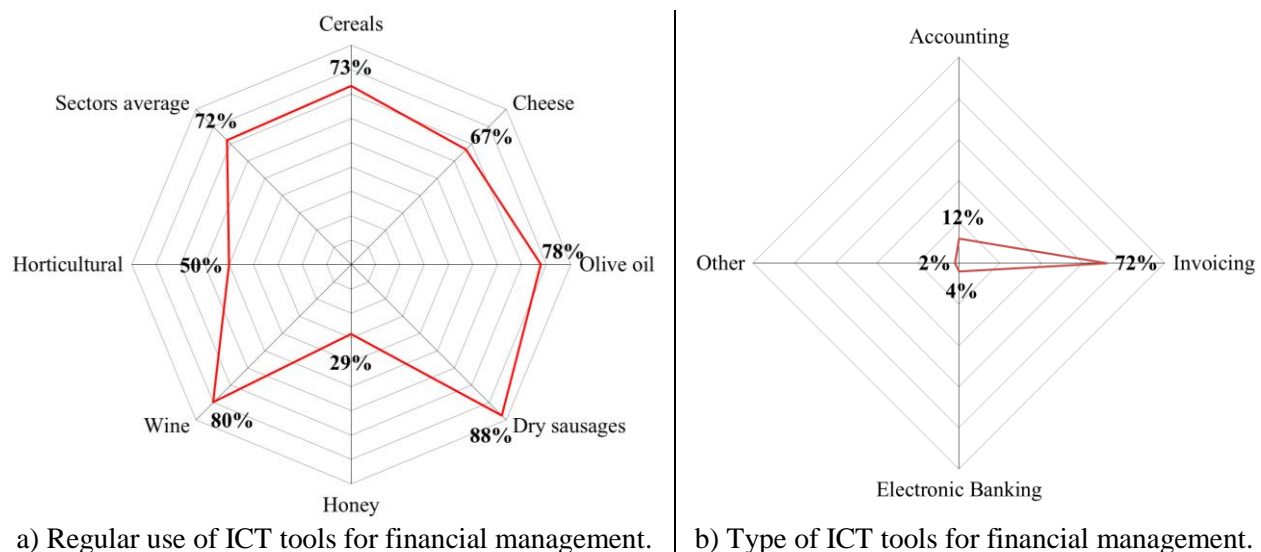 Cereals
73%
Sectors average
72%
Cheese
67%
Horticultural
50%
78%
Olive oil
Wine
80%
29%
88%
Dry sausages
Honey
a) Regular use of ICT tools for financial management.
Accounting
12%
Other
2%
72%
Invoicing
4%
Electronic Banking
b) Type of ICT tools for financial management.